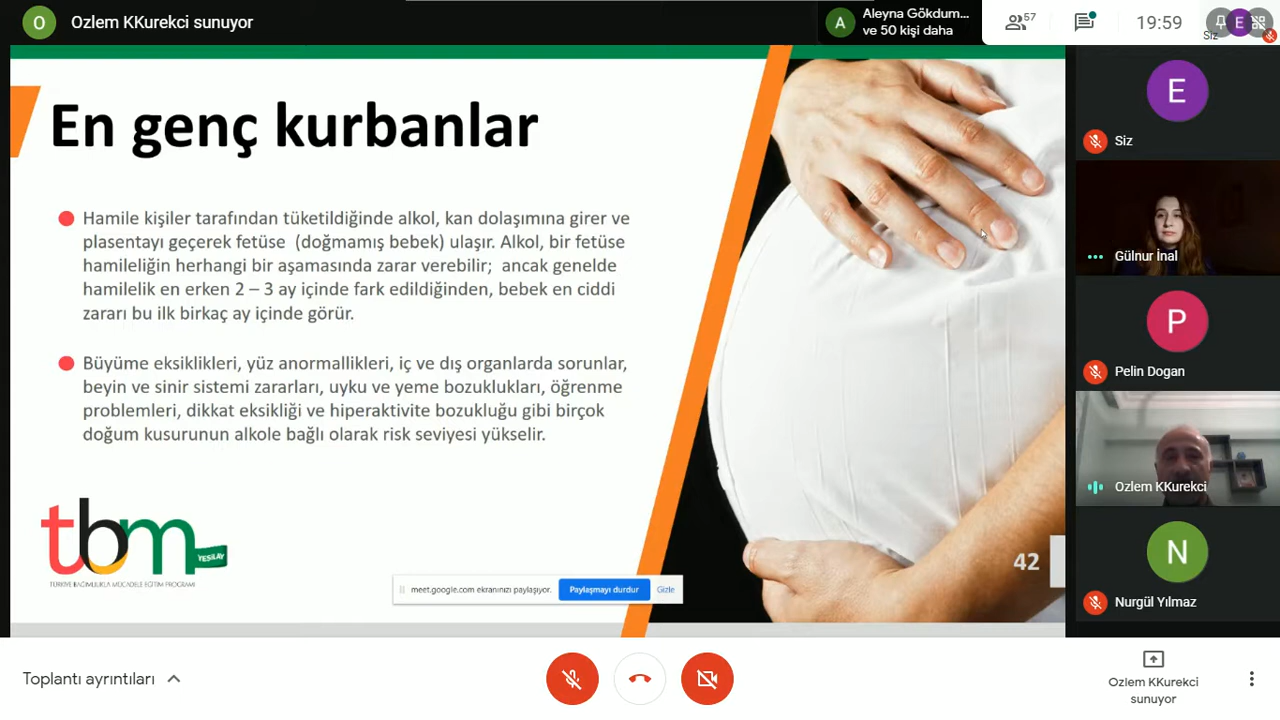 O
Ozlem KKurekci sunuyor
A
Aleyna Gökdum...
ve 50 kişi daha
57
19:59
E
Siz
En genç kurbanlar
Hamile kişiler tarafından tüketildiğinde alkol, kan dolaşımına girer ve
plasentayı geçerek fetüse (doğmamış bebek) ulaşır. Alkol, bir fetüse
hamileliğin herhangi bir aşamasında zarar verebilir; ancak genelde
hamilelik en erken 2 – 3 ay içinde fark edildiğinden, bebek en ciddi
zararı bu ilk birkaç ay içinde görür.
Büyüme eksiklikleri, yüz anormallikleri, iç ve dış organlarda sorunlar,
beyin ve sinir sistemi zararları, uyku ve yeme bozuklukları, öğrenme
problemleri, dikkat eksikliği ve hiperaktivite bozukluğu gibi birçok
doğum kusurunun alkole bağlı olarak risk seviyesi yükselir.
tbm
YEŞİLAY
TÜRKİYE BAĞIMLILIKLA MÜCADELE EĞİTİM PROGRAMI
42
meet.google.com ekranınızı paylaşıyor.
Paylaşmayı durdur
Gizle
E
Siz
Gülnur İnal
P
Pelin Dogan
Ozlem KKurekci
N
Nurgül Yılmaz
Toplantı ayrıntıları
Ozlem KKurekci
sunuyor